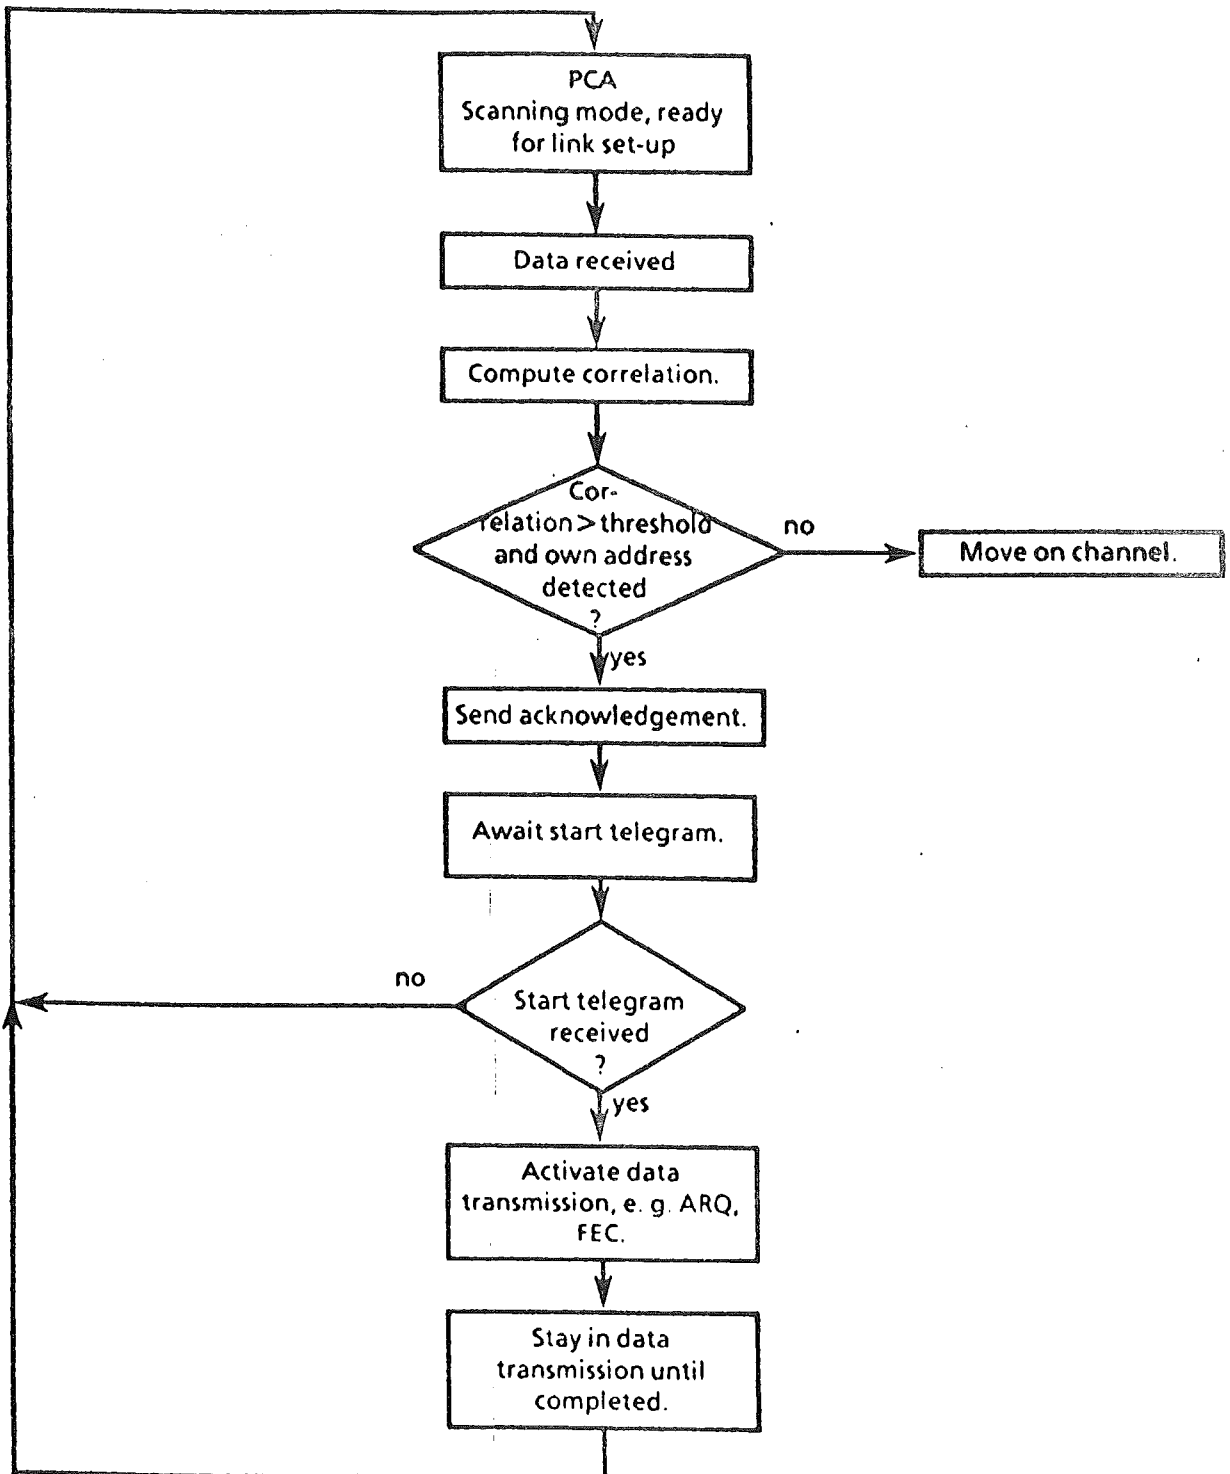 PCA
Scanning mode, ready
for link set-up
Data received
Compute correlation.
Cor-
relation > threshold
and own address
detected
?
no
Move on channel.
yes
Send acknowledgement.
Await start telegram.
no
Start telegram
received
?
yes
Activate data
transmission, e. g. ARQ,
FEC.
Stay in data
transmission until
completed.